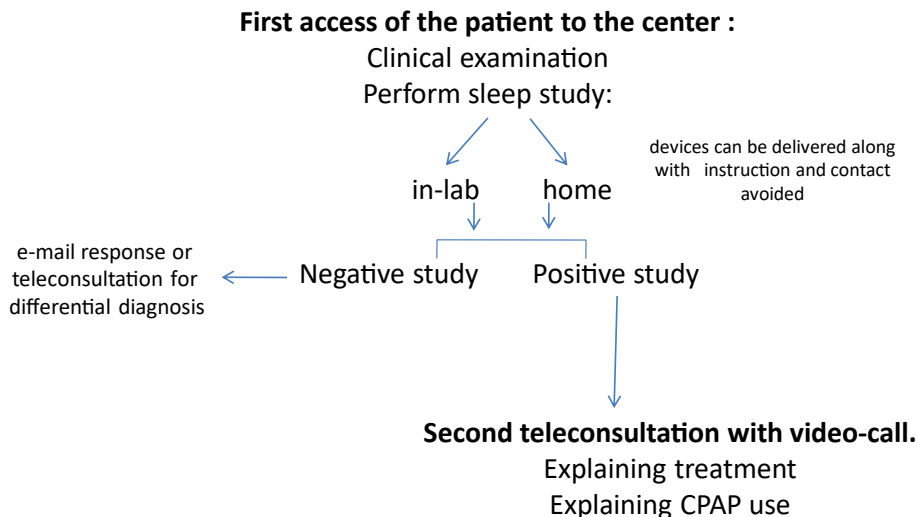 First access of the patient to the center :
Clinical examination
Perform sleep study:
devices can be delivered along
with instruction and contact
avoided
in-lab
home
e-mail response or
teleconsultation for
differential diagnosis
Negative study
Positive study
Second teleconsultation with video-call.
Explaining treatment
Explaining CPAP use